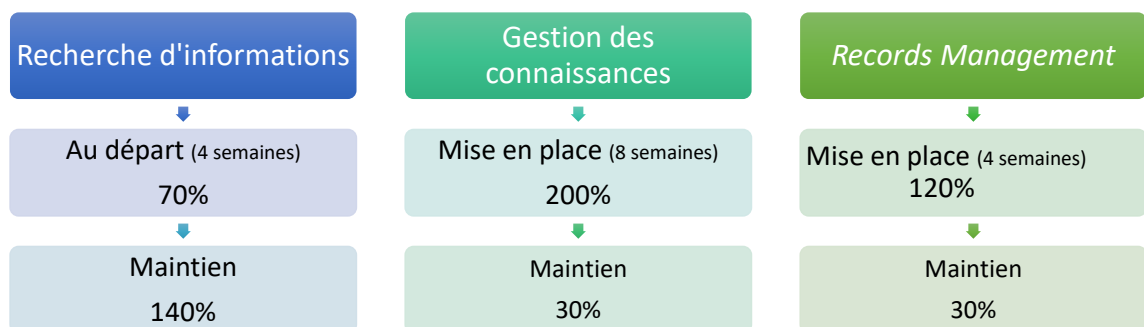 Recherche d'informations
Au départ (4 semaines)
70%
Maintien
140%
Gestion des
connaissances
Mise en place (8 semaines)
200%
Maintien
30%
Records Management
Mise en place (4 semaines)
120%
Maintien
30%